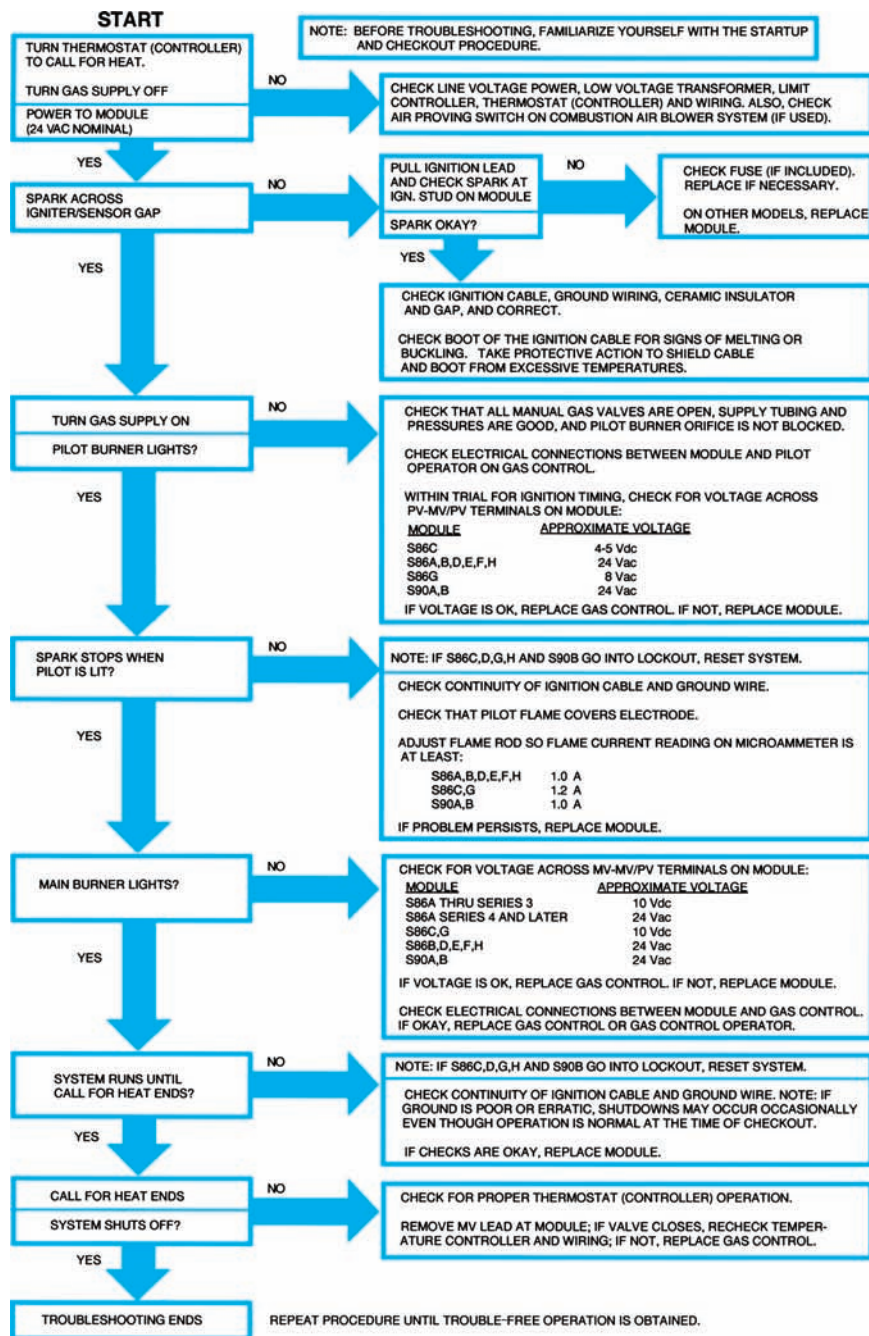 START
NOTE: BEFORE TROUBLESHOOTING, FAMILIARIZE YOURSELF WITH THE STARTUP
AND CHECKOUT PROCEDURE.
TURN THERMOSTAT (CONTROLLER)
TO CALL FOR HEAT.
TURN GAS SUPPLY OFF
POWER TO MODULE
(24 VAC NOMINAL)
NO
CHECK LINE VOLTAGE POWER, LOW VOLTAGE TRANSFORMER, LIMIT
CONTROLLER, THERMOSTAT (CONTROLLER) AND WIRING. ALSO, CHECK
AIR PROVING SWITCH ON COMBUSTION AIR BLOWER SYSTEM (IF USED).
YES
SPARK ACROSS
IGNITER/SENSOR GAP
NO
PULL IGNITION LEAD
AND CHECK SPARK AT
IGN. STUD ON MODULE
SPARK OKAY?
NO
CHECK FUSE (IF INCLUDED).
REPLACE IF NECESSARY.
ON OTHER MODELS, REPLACE
MODULE.
YES
YES
CHECK IGNITION CABLE, GROUND WIRING, CERAMIC INSULATOR
AND GAP, AND CORRECT.
CHECK BOOT OF THE IGNITION CABLE FOR SIGNS OF MELTING OR
BUCKLING. TAKE PROTECTIVE ACTION TO SHIELD CABLE
AND BOOT FROM EXCESSIVE TEMPERATURES.
TURN GAS SUPPLY ON
PILOT BURNER LIGHTS?
NO
CHECK THAT ALL MANUAL GAS VALVES ARE OPEN, SUPPLY TUBING AND
PRESSURES ARE GOOD, AND PILOT BURNER ORIFICE IS NOT BLOCKED.
CHECK ELECTRICAL CONNECTIONS BETWEEN MODULE AND PILOT
OPERATOR ON GAS CONTROL.
WITHIN TRIAL FOR IGNITION TIMING, CHECK FOR VOLTAGE ACROSS
PV-MV/PV TERMINALS ON MODULE:
MODULE APPROXIMATE VOLTAGE
S86C 4-5 Vdc
S86A,B,D,E,F,H 24 Vac
S86G 8 Vac
S90A,B 24 Vac
IF VOLTAGE IS OK, REPLACE GAS CONTROL. IF NOT, REPLACE MODULE.
YES
SPARK STOPS WHEN
PILOT IS LIT?
NO
NOTE: IF S86C,D,G,H AND S90B GO INTO LOCKOUT, RESET SYSTEM.
CHECK CONTINUITY OF IGNITION CABLE AND GROUND WIRE.
CHECK THAT PILOT FLAME COVERS ELECTRODE.
ADJUST FLAME ROD SO FLAME CURRENT READING ON MICROAMMETER IS
AT LEAST:
S86A,B,D,E,F,H 1.0 A
S86C,G 1.2 A
S90A,B 1.0 A
IF PROBLEM PERSISTS, REPLACE MODULE.
YES
MAIN BURNER LIGHTS?
NO
CHECK FOR VOLTAGE ACROSS MV-MV/PV TERMINALS ON MODULE:
MODULE APPROXIMATE VOLTAGE
S86A THRU SERIES 3 10 Vdc
S86A SERIES 4 AND LATER 24 Vac
S86C,G 10 Vdc
S86B,D,E,F,H 24 Vac
S90A,B 24 Vac
IF VOLTAGE IS OK, REPLACE GAS CONTROL. IF NOT, REPLACE MODULE.
CHECK ELECTRICAL CONNECTIONS BETWEEN MODULE AND GAS CONTROL.
IF OKAY, REPLACE GAS CONTROL OR GAS CONTROL OPERATOR.
YES
SYSTEM RUNS UNTIL
CALL FOR HEAT ENDS?
NO
NOTE: IF S86C,D,G,H AND S90B GO INTO LOCKOUT, RESET SYSTEM.
CHECK CONTINUITY OF IGNITION CABLE AND GROUND WIRE. NOTE: IF
GROUND IS POOR OR ERRATIC, SHUTDOWNS MAY OCCUR OCCASIONALLY
EVEN THOUGH OPERATION IS NORMAL AT THE TIME OF CHECKOUT.
IF CHECKS ARE OKAY, REPLACE MODULE.
YES
CALL FOR HEAT ENDS
SYSTEM SHUTS OFF?
NO
CHECK FOR PROPER THERMOSTAT (CONTROLLER) OPERATION.
REMOVE MV LEAD AT MODULE; IF VALVE CLOSES, RECHECK TEMPER-
ATURE CONTROLLER AND WIRING; IF NOT, REPLACE GAS CONTROL.
YES
TROUBLESHOOTING ENDS
REPEAT PROCEDURE UNTIL TROUBLE-FREE OPERATION IS OBTAINED.